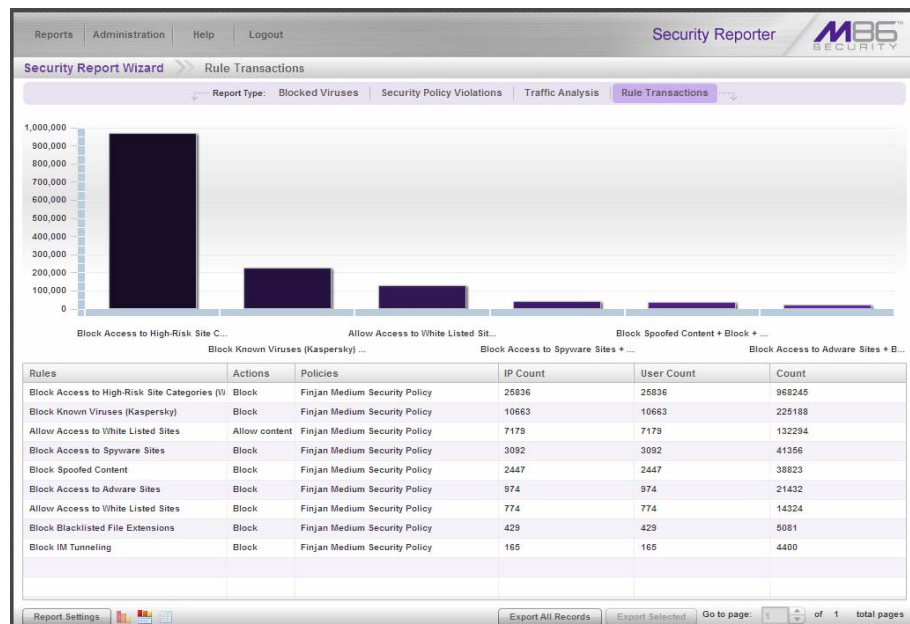 Reports Administration Help Logout Security Reporter M86 SECURITY
Security Report Wizard Rule Transactions
Report Type: Blocked Viruses Security Policy Violations Traffic Analysis Rule Transactions
1,000,000
900,000
800,000
700,000
600,000
500,000
400,000
300,000
200,000
100,000
0
Block Access to High-Risk Site C... Allow Access to White Listed Sit... Block Spoofed Content + Block + ...
Block Known Viruses (Kaspersky) ... Block Access to Spyware Sites + ... Block Access to Adware Sites + B...
Rules Actions Policies IP Count User Count Count
Block Access to High-Risk Site Categories (W Block Finjan Medium Security Policy 25836 25836 968245
Block Known Viruses (Kaspersky) Block Finjan Medium Security Policy 10663 10663 225188
Allow Access to White Listed Sites Allow content Finjan Medium Security Policy 7179 7179 132294
Block Access to Spyware Sites Block Finjan Medium Security Policy 3092 3092 41356
Block Spoofed Content Block Finjan Medium Security Policy 2447 2447 38823
Block Access to Adware Sites Block Finjan Medium Security Policy 974 974 21432
Allow Access to White Listed Sites Block Finjan Medium Security Policy 774 774 14324
Block Blacklisted File Extensions Block Finjan Medium Security Policy 429 429 5081
Block IM Tunneling Block Finjan Medium Security Policy 165 165 4400
Report Settings Export All Records Export Selected Go to page: 1 of 1 total pages